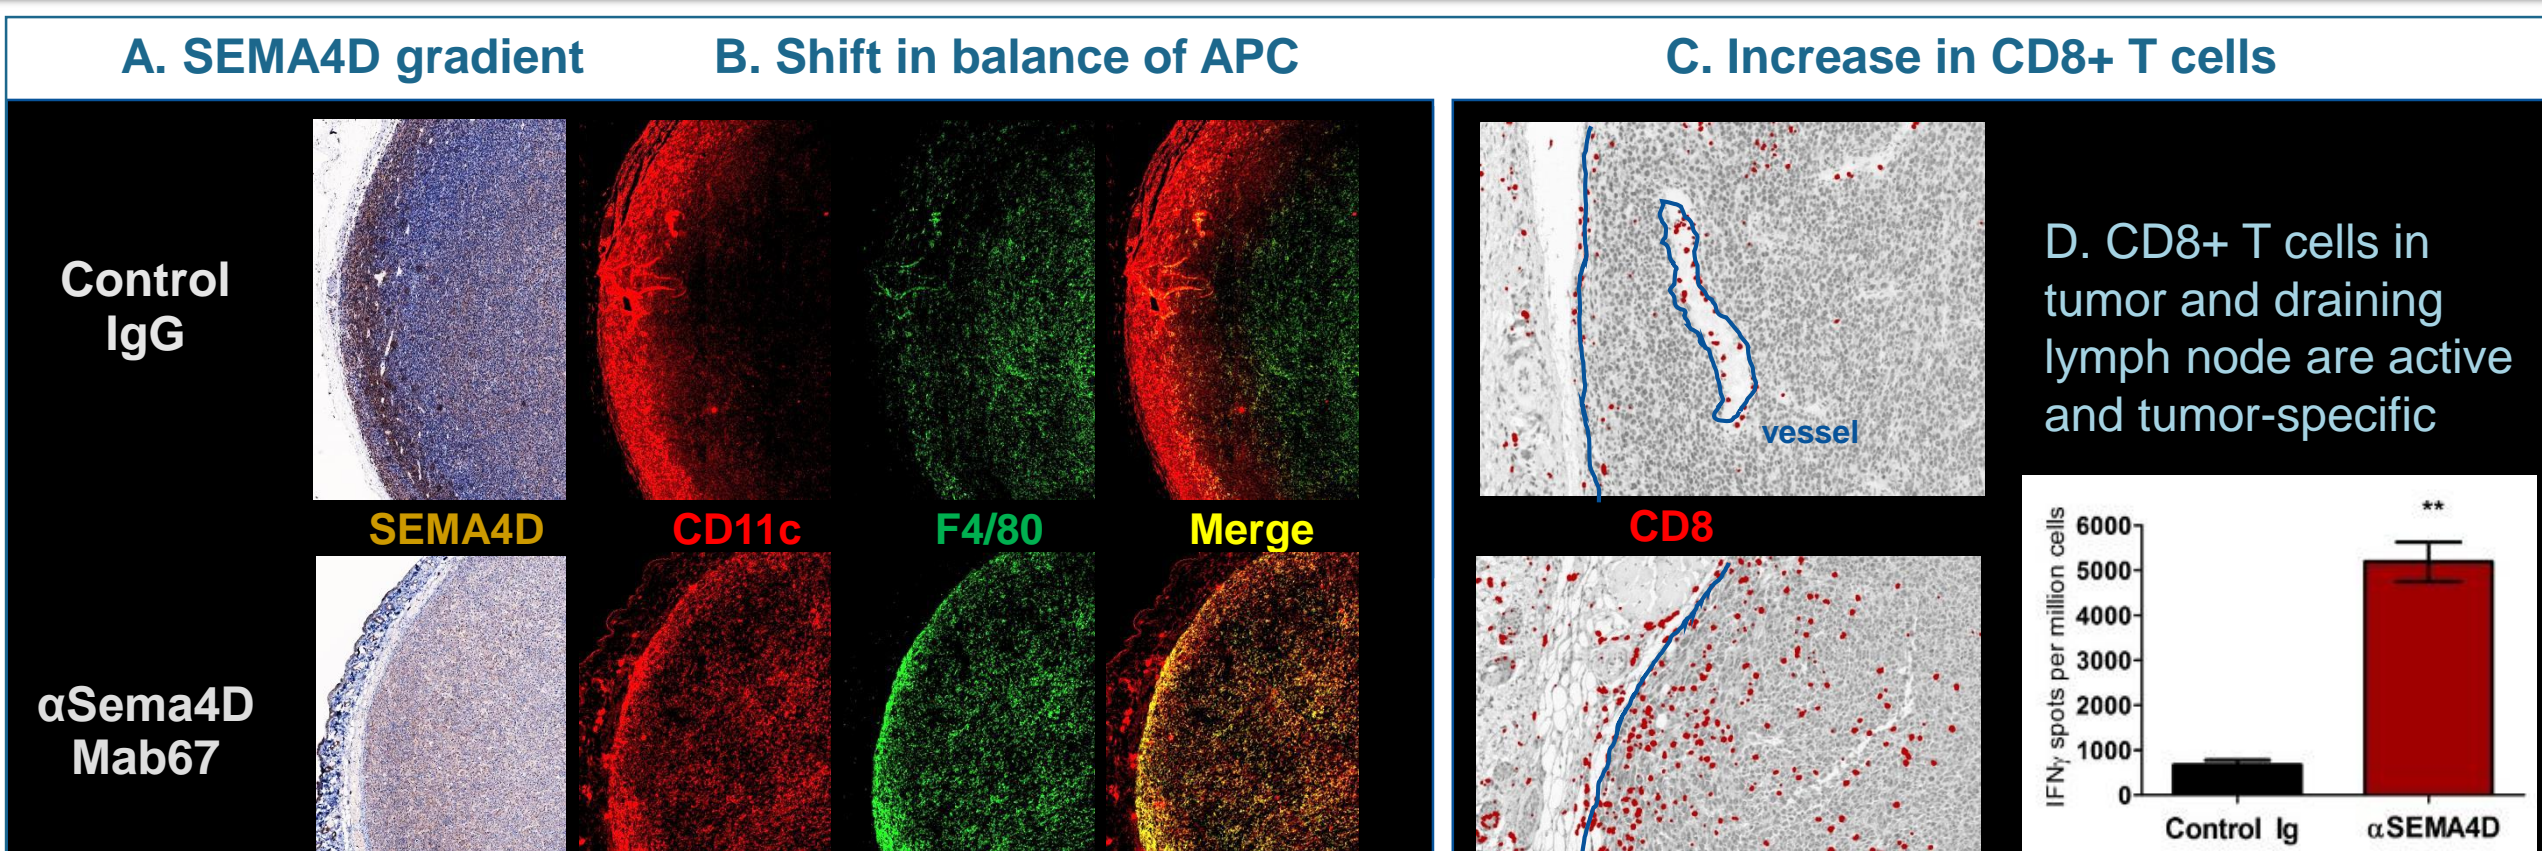 A. SEMA4D gradient
B. Shift in balance of APC
C. Increase in CD8+ T cells
Control
IgG
SEMA4D
CD11c
F4/80
Merge
αSema4D
Mab67
vessel
CD8
D. CD8+ T cells in
tumor and draining
lymph node are active
and tumor-specific
IFNγ spots per million cells
6000
5000
4000
3000
2000
1000
0
**
Control Ig
αSEMA4D